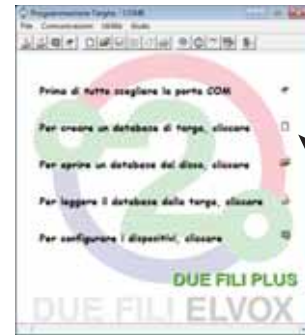 Programmazione Targa - COM8
File Comunicazioni Utilità Aiuto
Prima di tutto scegliere la porta COM
Per creare un database di targa, cliccare
Per aprire un database dal disco, cliccare
Per leggere il database dalla targa, cliccare
Per configurare i dispositivi, cliccare
DUE FILI PLUS
DUE FILI ELVOX